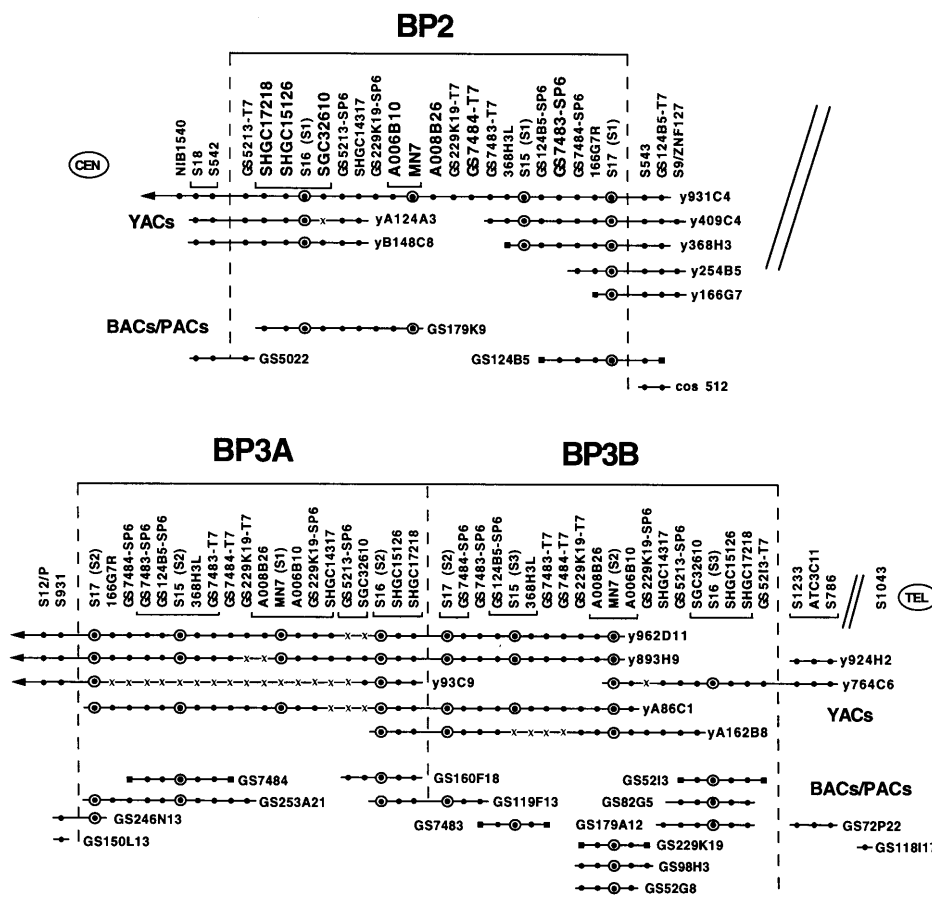 BP2
CEN
NIB1540
S18
S542
GS5213-T7
SHGC17218
SHGC15126
S16 (S1)
SGC32610
GS5213-SP6
SHGC14317
GS229K19-SP6
A006B10
MN7
A008B26
GS229K19-T7
GS7484-T7
GS7483-T7
368H3L
S15 (S1)
GS124B5-SP6
GS7483-SP6
GS7484-SP6
166G7R
S17 (S1)
S543
GS124B5-T7
S9/ZNF127
y931C4
YACs
x
yA124A3
y409C4
yB148C8
y368H3
y254B5
y166G7
BACs/PACs
GS179K9
GS5022
GS124B5
cos 512
BP3A
BP3B
S12/P
S931
S17 (S2)
166G7R
GS7484-SP6
GS7483-SP6
GS124B5-SP6
S15 (S2)
368H3L
GS7483-T7
GS7484-T7
GS229K19-T7
A008B26
MN7 (S1)
A006B10
GS229K19-SP6
SHGC14317
GS5213-SP6
SGC32610
S16 (S2)
SHGC15126
SHGC17218
S17 (S2)
GS7484-SP6
GS7483-SP6
GS124B5-SP6
S15 (S3)
368H3L
GS7483-T7
GS7484-T7
GS229K19-T7
A008B26
MN7 (S2)
A006B10
GS229K19-SP6
SHGC14317
GS5213-SP6
SGC32610
S16 (S3)
SHGC15126
SHGC17218
GS52I3-T7
S1233
ATC3C11
S786
S1043
TEL
x x y962D11
x x y893H9
y924H2
x x x x x x x x x x x x x x x y93C9
x y764C6
x x x yA86C1
YACs
x x x x yA162B8
GS7484
GS160F18
GS52I3
BACs/PACs
GS253A21
GS119F13
GS82G5
GS246N13
GS7483
GS179A12
GS72P22
GS150L13
GS229K19
GS118I17
GS98H3
GS52G8